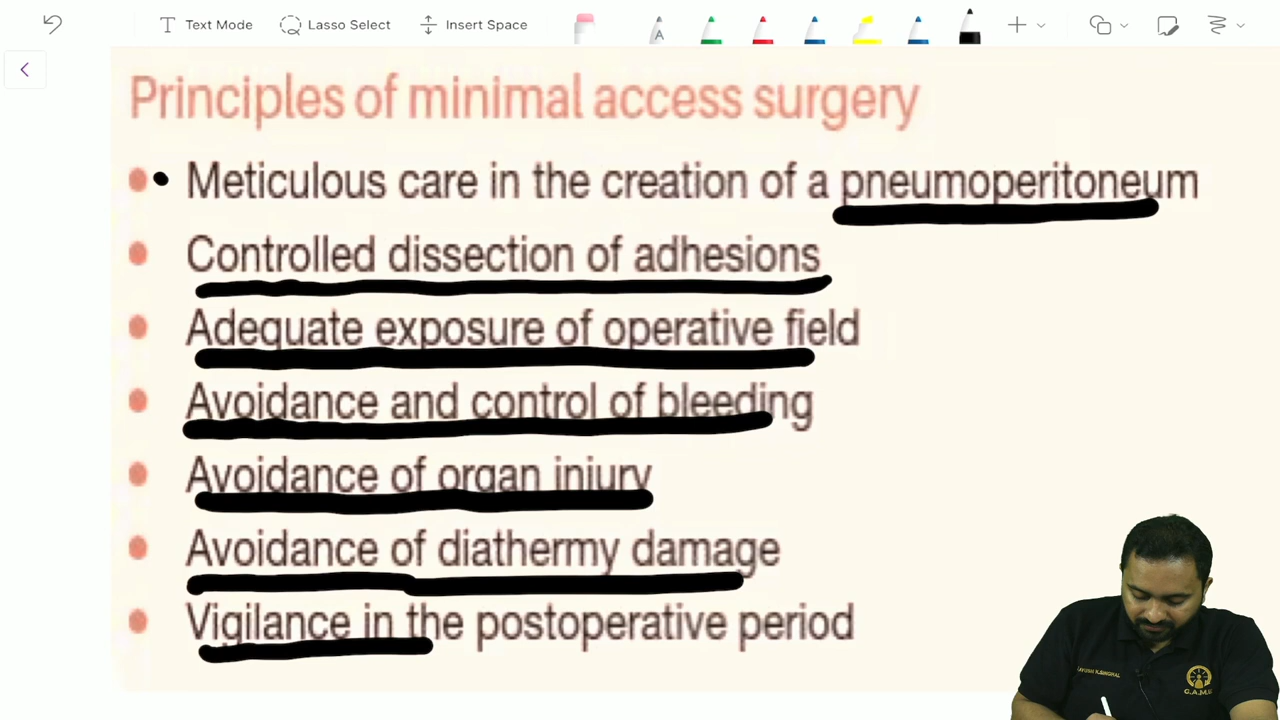 Text Mode Lasso Select Insert Space
Principles of minimal access surgery
• Meticulous care in the creation of a pneumoperitoneum
• Controlled dissection of adhesions
• Adequate exposure of operative field
• Avoidance and control of bleeding
• Avoidance of organ injury
• Avoidance of diathermy damage
• Vigilance in the postoperative period